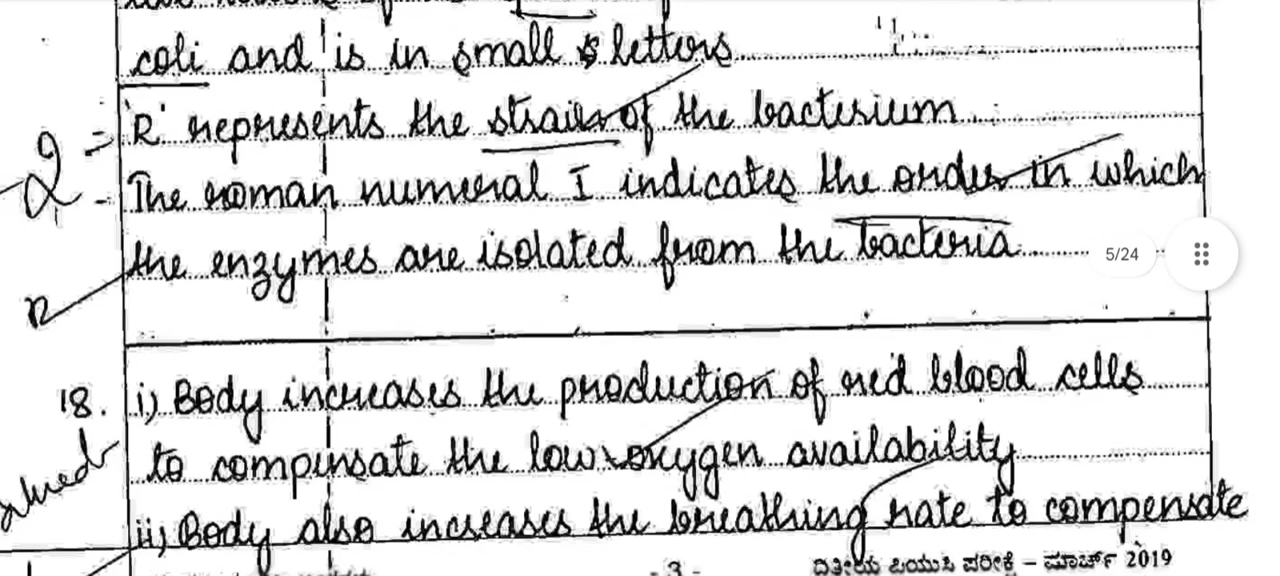 coli and is in small letters.
'R' represents the strain of the bacterium.
2
The roman numeral I indicates the order in which
the enzymes are isolated from the bacteria.
5/24
18. i) Body increases the production of red blood cells
to compensate the low oxygen availability
ii) Body also increases the breathing rate to compensate
- 3 - ದ್ವಿತೀಯ ಪಿಯುಸಿ ಪರೀಕ್ಷೆ – ಮಾರ್ಚ್ 2019